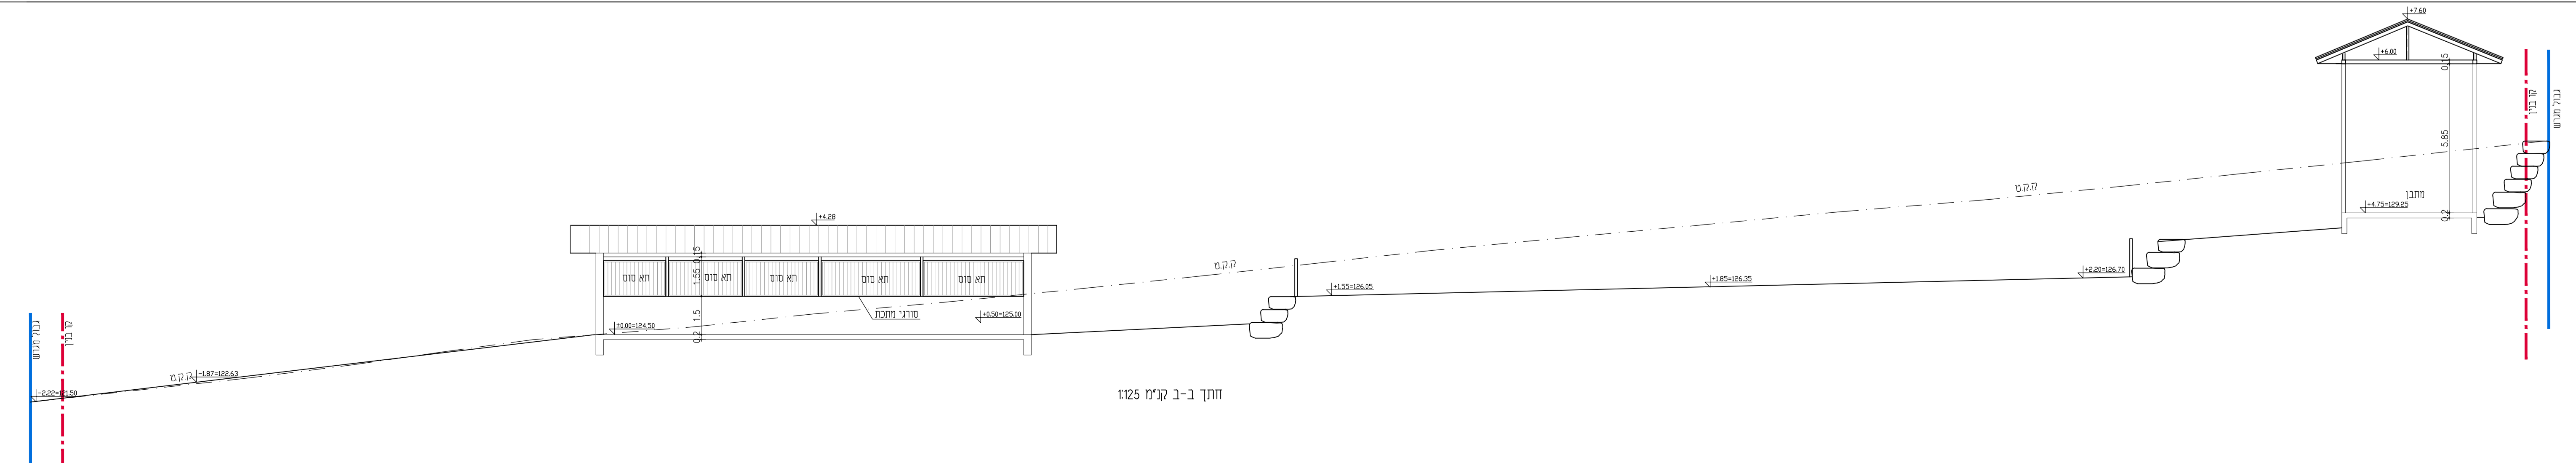 +7.60
+6.00
0.15
קו בניין
גבול מגרש
5.85
ק.ק.ט
מתבן
+4.75=129.25
0.2
+4.28
ק.ק.ט
0.15
1.55
תא סוס
תא סוס
תא סוס
תא סוס
תא סוס
+2.20=126.70
+1.85=126.35
+1.55=126.05
סורגי מתכת
1.5
+0.50=125.00
±0.00=124.50
0.2
גבול מגרש
קו בניין
ק.ק.ט
-1.87=122.63
-2.22=121.50
חתך ב-ב קנ"מ 1:125